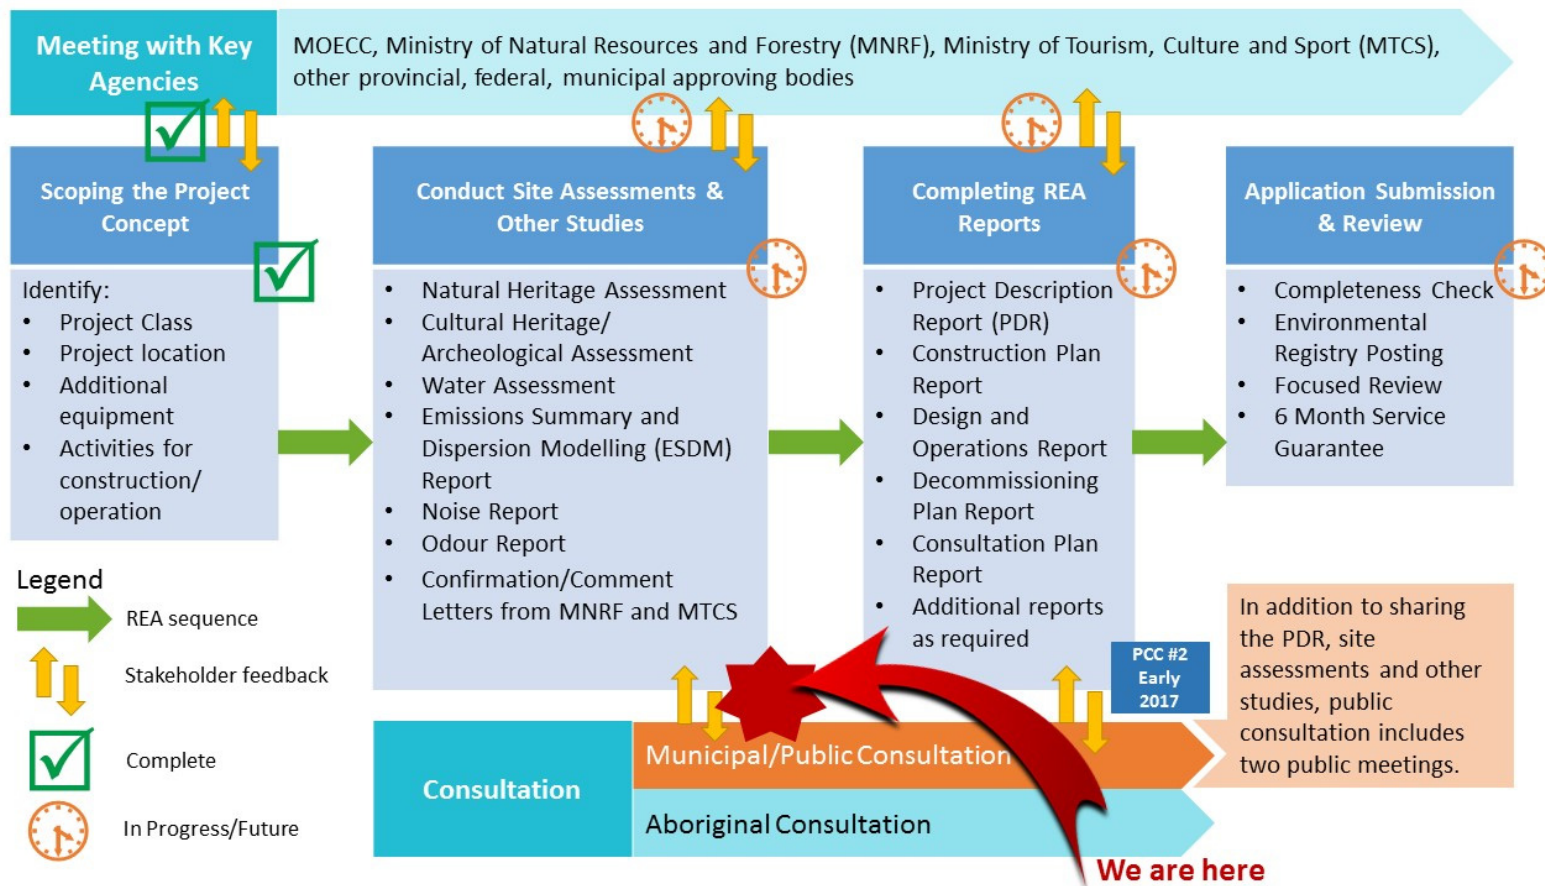 Meeting with Key
Agencies
MOECC, Ministry of Natural Resources and Forestry (MNRF), Ministry of Tourism, Culture and Sport (MTCS),
other provincial, federal, municipal approving bodies
Scoping the Project
Concept
Identify:
• Project Class
• Project location
• Additional
equipment
• Activities for
construction/
operation
Conduct Site Assessments &
Other Studies
• Natural Heritage Assessment
• Cultural Heritage/
Archeological Assessment
• Water Assessment
• Emissions Summary and
Dispersion Modelling (ESDM)
Report
• Noise Report
• Odour Report
• Confirmation/Comment
Letters from MNRF and MTCS
Completing REA
Reports
• Project Description
Report (PDR)
• Construction Plan
Report
• Design and
Operations Report
• Decommissioning
Plan Report
• Consultation Plan
Report
• Additional reports
as required
Application Submission
& Review
• Completeness Check
• Environmental
Registry Posting
• Focused Review
• 6 Month Service
Guarantee
Legend
REA sequence
Stakeholder feedback
Complete
In Progress/Future
PCC #2
Early
2017
In addition to sharing
the PDR, site
assessments and other
studies, public
consultation includes
two public meetings.
Consultation
Municipal/Public Consultation
Aboriginal Consultation
We are here